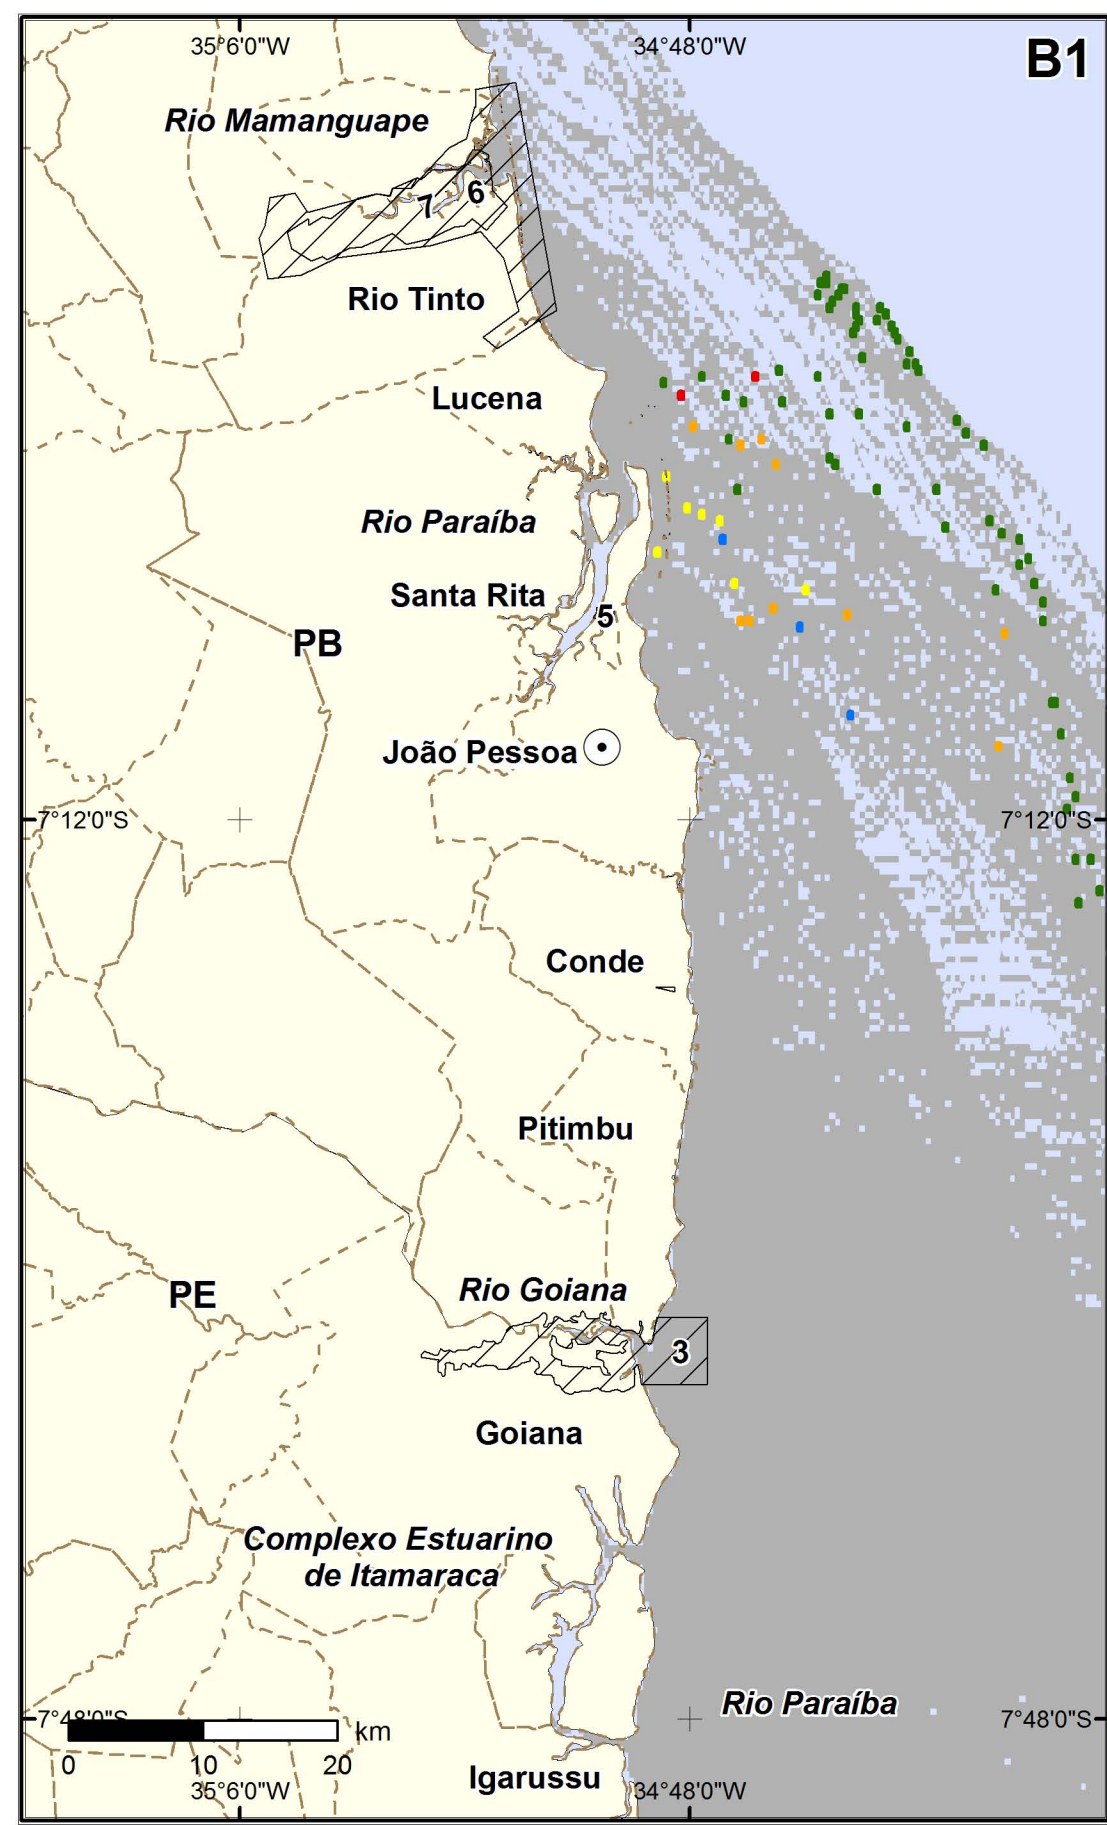 35°6'0"W
34°48'0"W
B1
Rio Mamanguape
7
6
Rio Tinto
Lucena
Rio Paraíba
Santa Rita
5
PB
João Pessoa
7°12'0"S
7°12'0"S
Conde
Pitimbu
Rio Goiana
PE
3
Goiana
Complexo Estuarino
de Itamaraca
Rio Paraíba
7°48'0"S
7°48'0"S
km
0
10
20
Igarussu
35°6'0"W
34°48'0"W